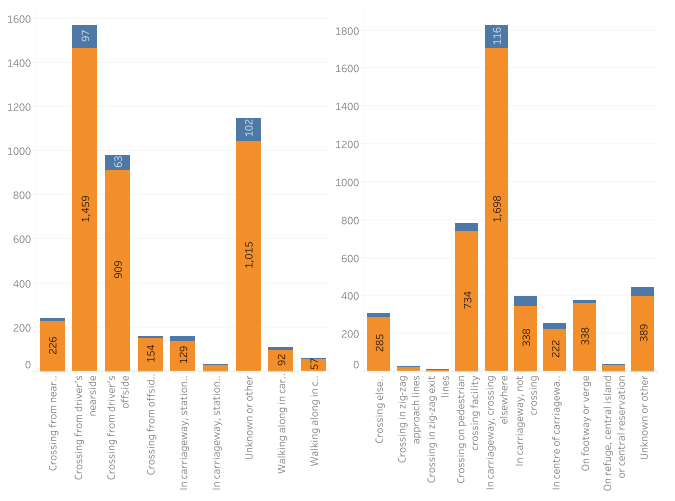 1600
1400
1200
1000
800
600
400
200
0
97
1,459
63
909
226
154
129
102
1,015
92
57
Crossing from near..
Crossing from driver's
nearside
Crossing from driver's
offside
Crossing from offsid..
In carriageway, station..
In carriageway, station..
Unknown or other
Walking along in car..
Walking along in c..
1800
1600
1400
1200
1000
800
600
400
200
0
285
734
116
1,698
338
222
338
389
Crossing else..
Crossing in zig-zag
approach lines
Crossing in zig-zag exit
lines
Crossing on pedestrian
crossing facility
In carriageway, crossing
elsewhere
In carriageway, not
crossing
In centre of carriagewa..
On footway or verge
On refuge, central island
or central reservation
Unknown or other